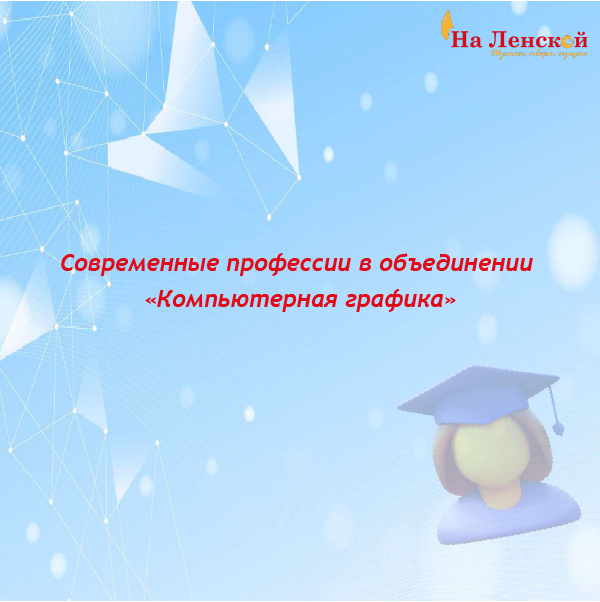 На Ленской
Современные профессии в объединении
«Компьютерная графика»